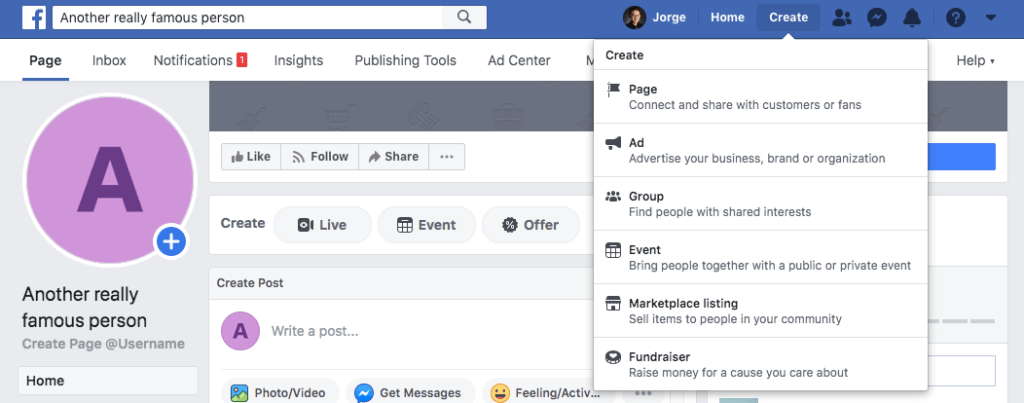 f
Another really famous person
Jorge
Home
Create
?
Page
Inbox
Notifications 1
Insights
Publishing Tools
Ad Center
M
Help
Create
Page
Connect and share with customers or fans
Ad
Advertise your business, brand or organization
Group
Find people with shared interests
Event
Bring people together with a public or private event
Marketplace listing
Sell items to people in your community
Fundraiser
Raise money for a cause you care about
A
Another really
famous person
Create Page @Username
Home
Like
Follow
Share
...
Create
Live
Event
Offer
Create Post
A
Write a post...
Photo/Video
Get Messages
Feeling/Activ...
...